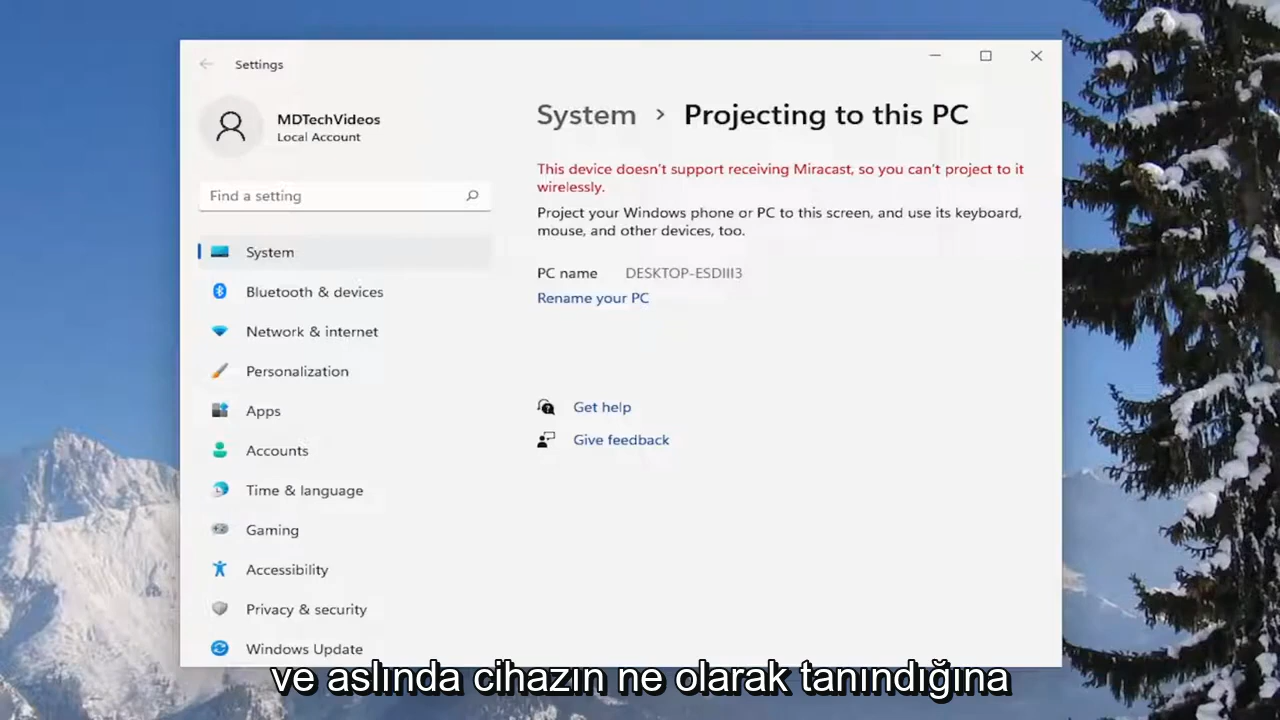 Settings
MDTechVideos
Local Account
Find a setting
System
Bluetooth & devices
Network & internet
Personalization
Apps
Accounts
Time & language
Gaming
Accessibility
Privacy & security
Windows Update
System > Projecting to this PC
This device doesn't support receiving Miracast, so you can't project to it
wirelessly.
Project your Windows phone or PC to this screen, and use its keyboard,
mouse, and other devices, too.
PC name DESKTOP-ESDIII3
Rename your PC
Get help
Give feedback
ve aslında cihazın ne olarak tanındığına